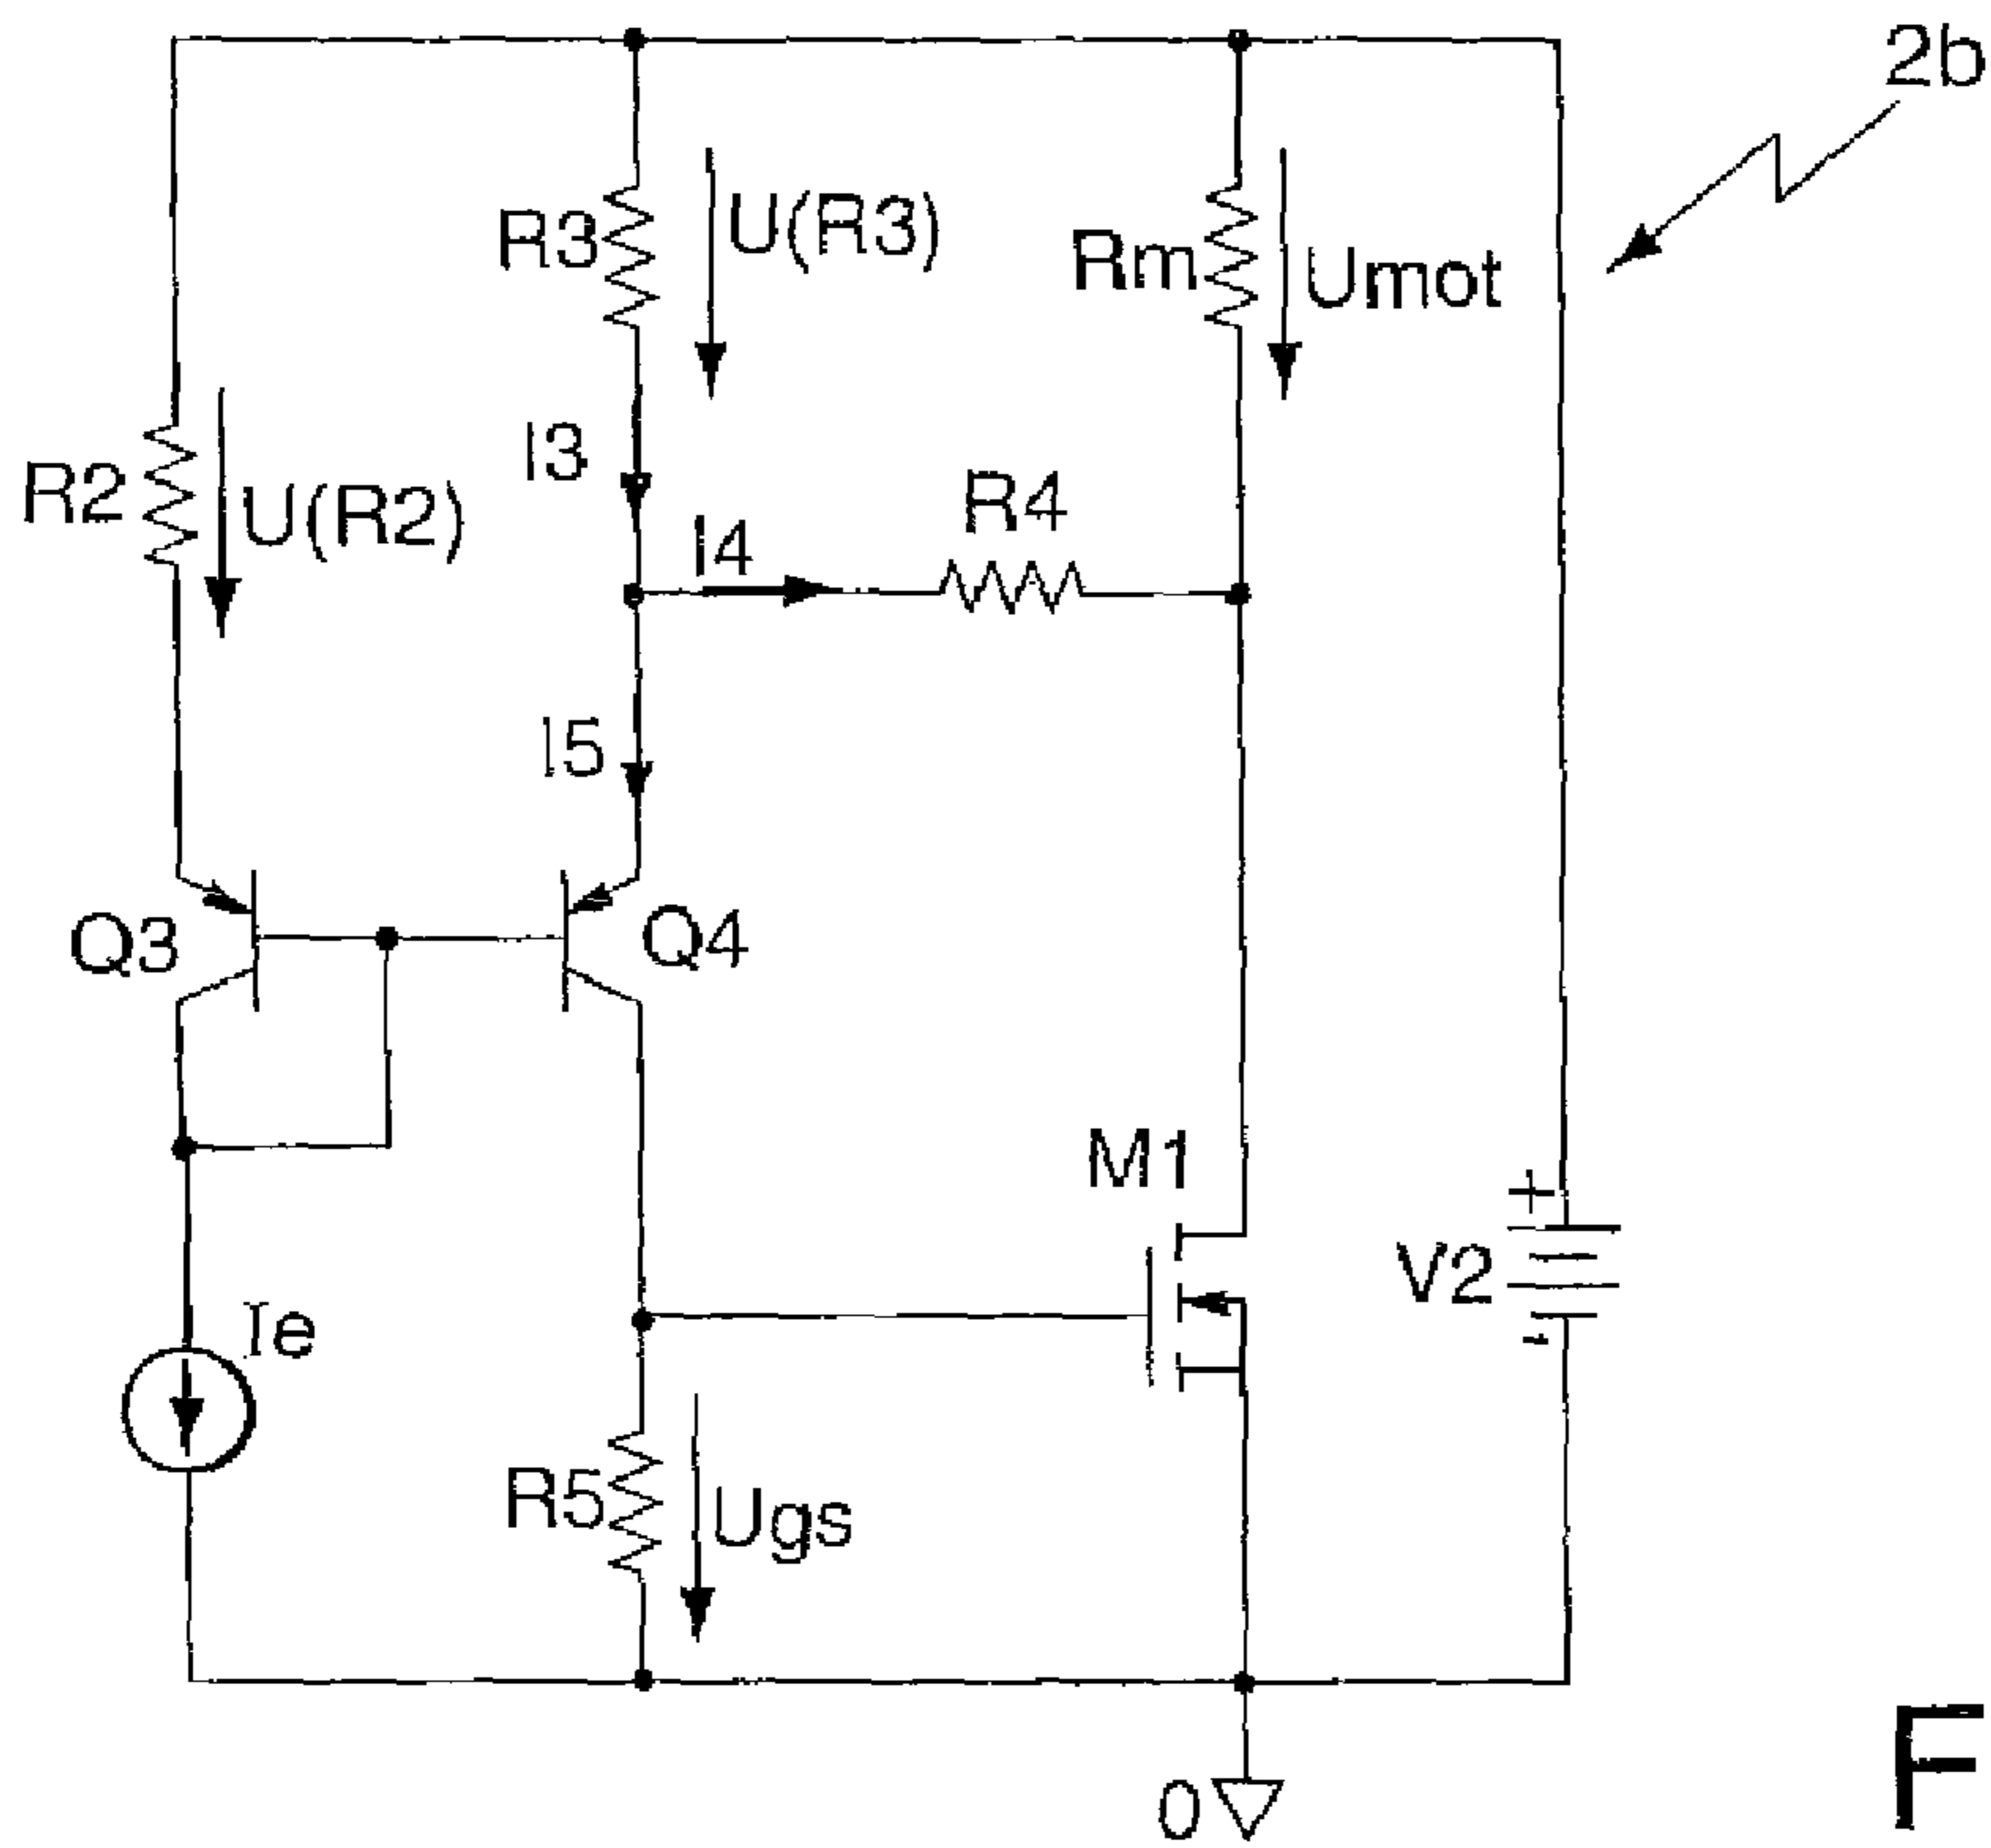 2b
R3
U(R3)
Rm
Umot
R2
U(R2)
I3
I4
R4
I5
Q3
Q4
M1
+
V2
-
Ie
R5
Ugs
0
F